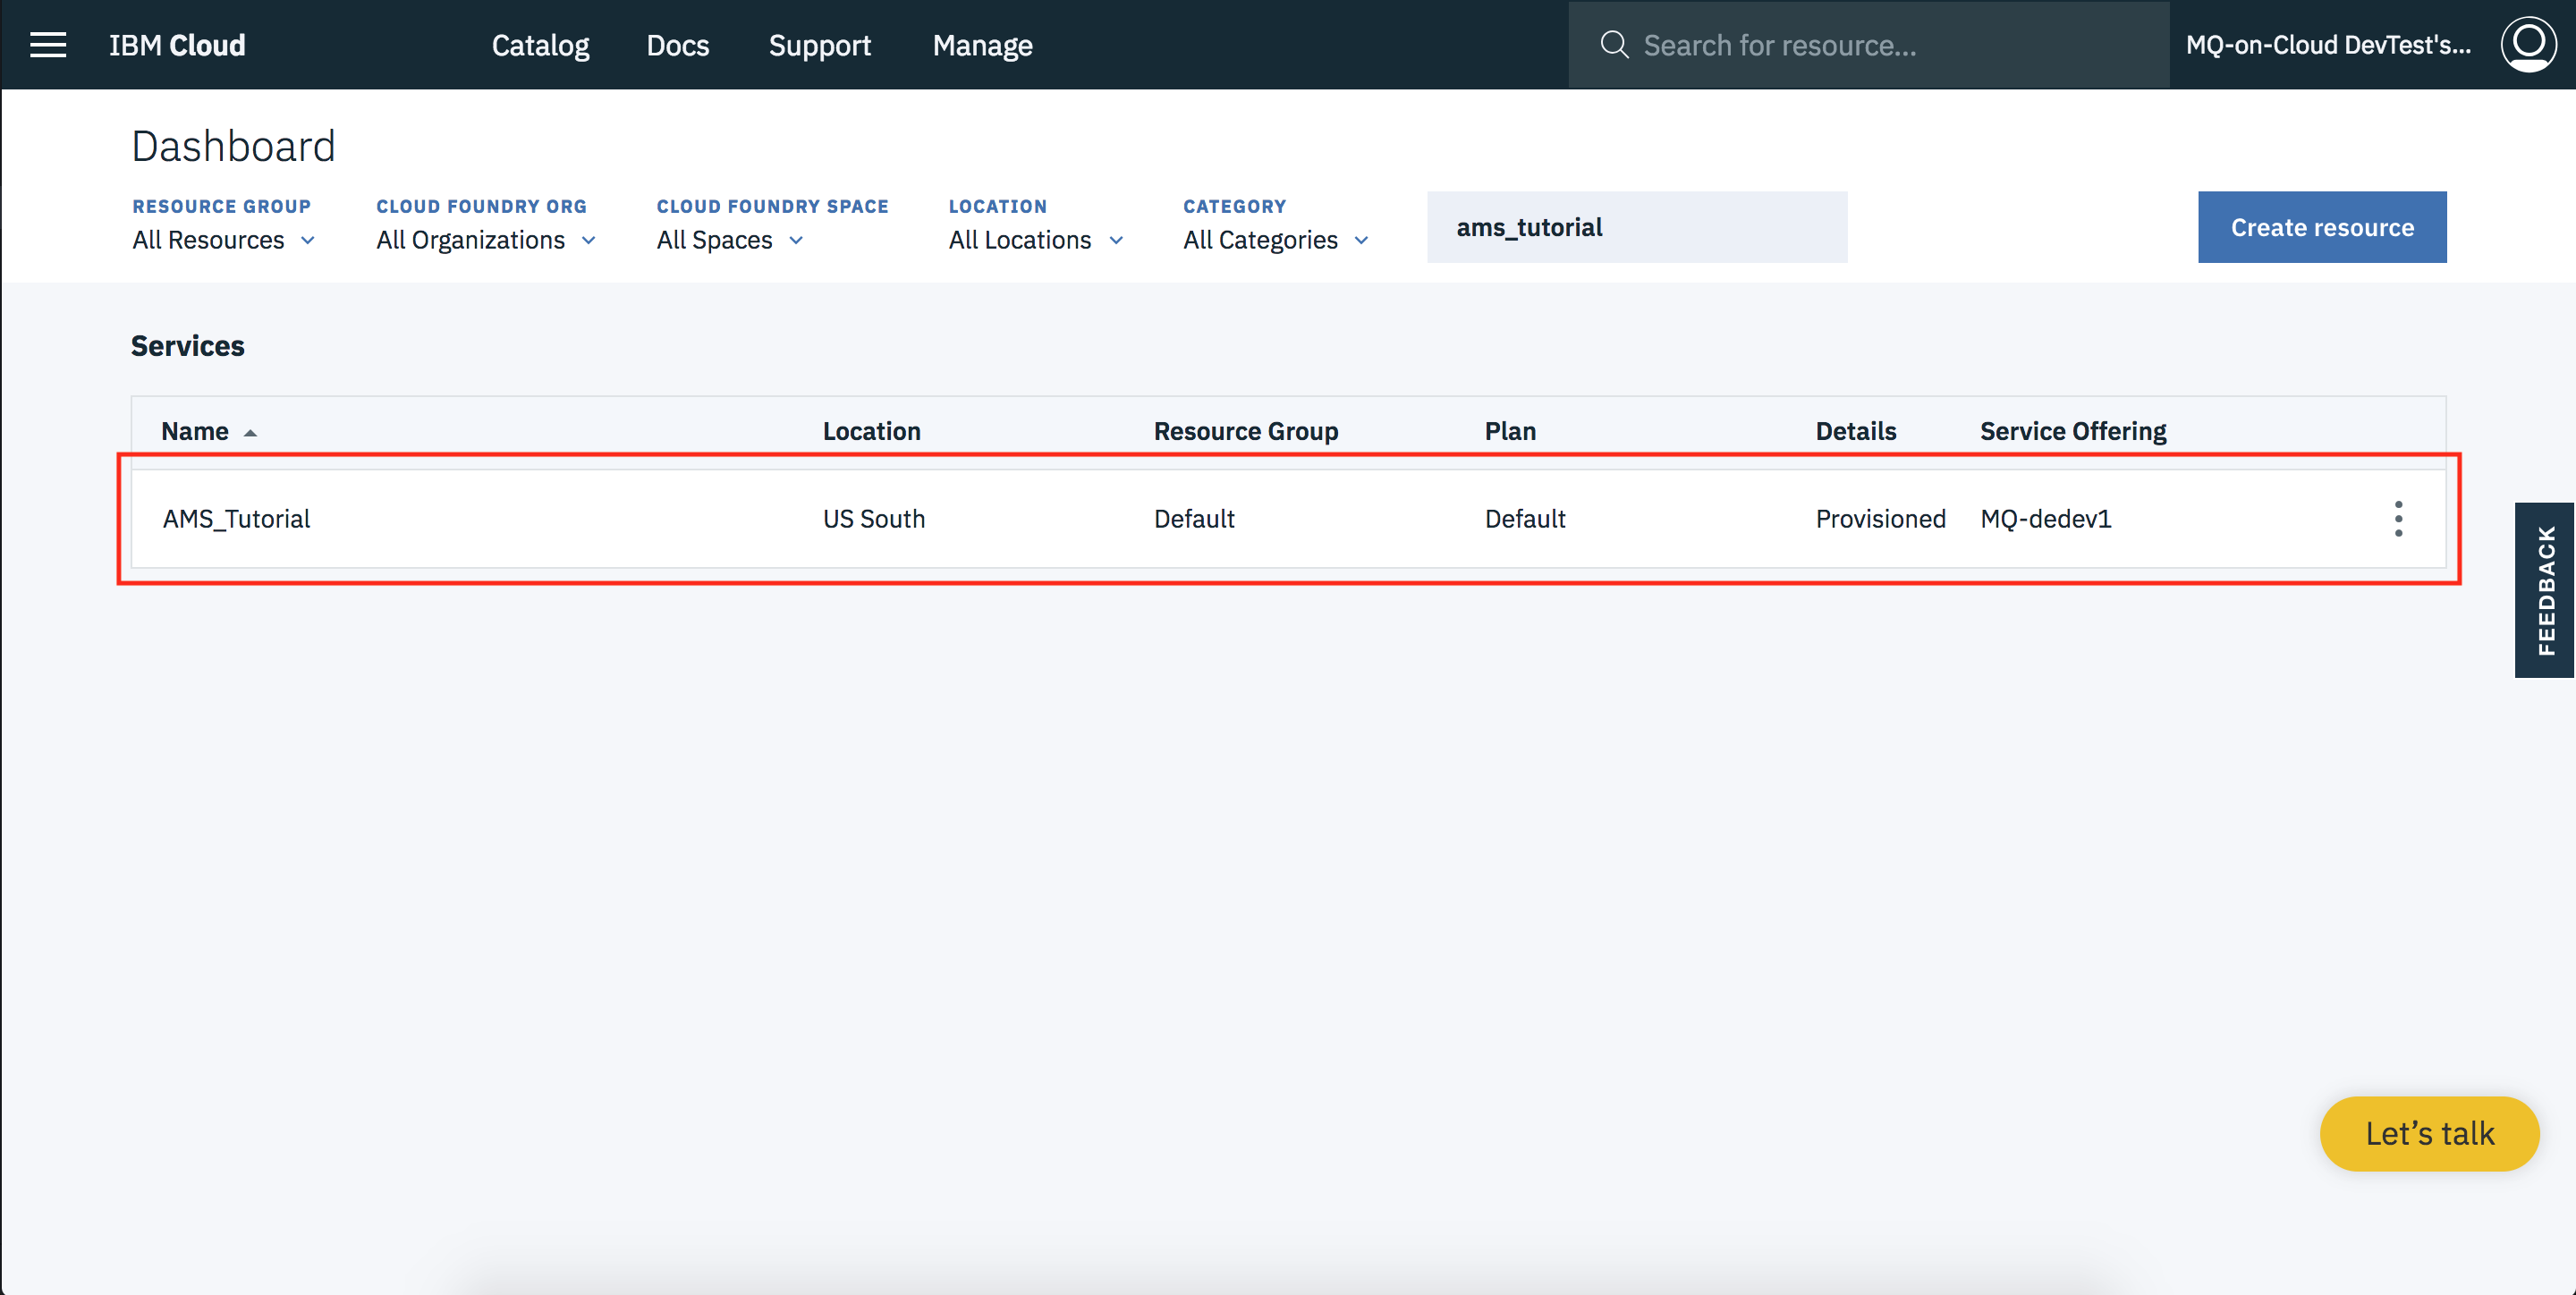 IBM Cloud Catalog Docs Support Manage Search for resource... MQ-on-Cloud DevTest's...
Dashboard
RESOURCE GROUP CLOUD FOUNDRY ORG CLOUD FOUNDRY SPACE LOCATION CATEGORY
All Resources All Organizations All Spaces All Locations All Categories
ams_tutorial
Create resource
Services
Name Location Resource Group Plan Details Service Offering
AMS_Tutorial US South Default Default Provisioned MQ-dedev1
FEEDBACK
Let’s talk